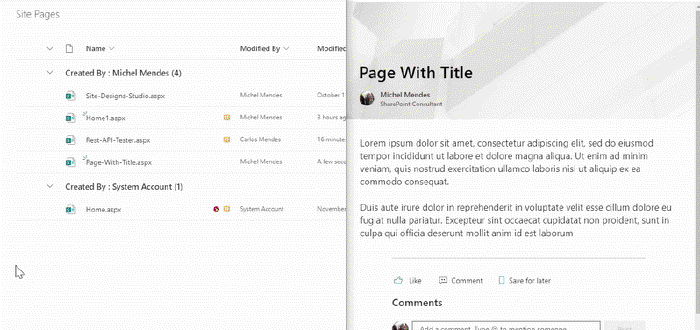 Site Pages
Name
Modified By
Modified
Created By : Michel Mendes (4)
Site-Designs-Studio.aspx Michel Mendes October 1
Home1.aspx Michel Mendes 3 hours ag
Rest-API-Tester.aspx Carlos Mendes 16 minute
Page-With-Title.aspx Michel Mendes A few seco
Created By : System Account (1)
Home.aspx System Account November
Page With Title
Michel Mendes
SharePoint Consultant
Lorem ipsum dolor sit amet, consectetur adipiscing elit, sed do eiusmod
tempor incididunt ut labore et dolore magna aliqua. Ut enim ad minim
veniam, quis nostrud exercitation ullamco laboris nisi ut aliquip ex ea
commodo consequat.
Duis aute irure dolor in reprehenderit in voluptate velit esse cillum dolore eu
fugiat nulla pariatur. Excepteur sint occaecat cupidatat non proident, sunt in
culpa qui officia deserunt mollit anim id est laborum
Like Comment Save for later
Comments
Add a comment. Type @ to mention someone